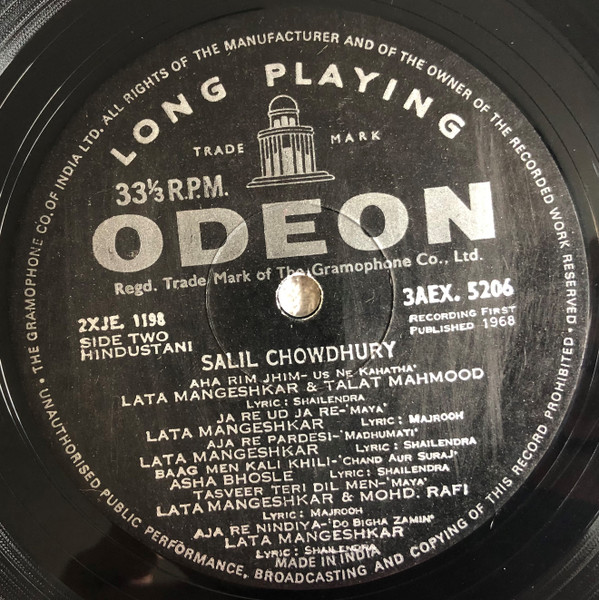 THE GRAMOPHONE CO. OF INDIA LTD. ALL RIGHTS OF THE MANUFACTURER AND OF THE OWNER OF THE RECORDED WORK RESERVED.
UNAUTHORISED PUBLIC PERFORMANCE, BROADCASTING AND COPYING OF THIS RECORD PROHIBITED
LONG PLAYING
TRADE MARK
33⅓ R.P.M.
ODEON
Regd. Trade Mark of The Gramophone Co., Ltd.
3AEX. 5206
2XJE. 1198
RECORDING FIRST
SIDE TWO
PUBLISHED 1968
HINDUSTANI
SALIL CHOWDHURY
AHA RIM JHIM-US NE KAHATHA"
LATA MANGESHKAR & TALAT MAHMOOD
LYRIC: SHAILENDRA
JA RE UD JA RE-"MAYA"
LATA MANGESHKAR LYRIC: MAJROOH
AJA RE PARDESI-"MADHUMATI"
LATA MANGESHKAR LYRIC: SHAILENDRA
BAAG MEN KALI KHILI-"CHAND AUR SURAJ"
ASHA BHOSLE LYRIC: SHAILENDRA
TASVEER TERI DIL MEN-"MAYA"
LATA MANGESHKAR & MOHD. RAFI
LYRIC: MAJROOH
AJA RE NINDIYA-"DO BIGHA ZAMIN"
LATA MANGESHKAR
LYRIC: SHAILENDRA
MADE IN INDIA